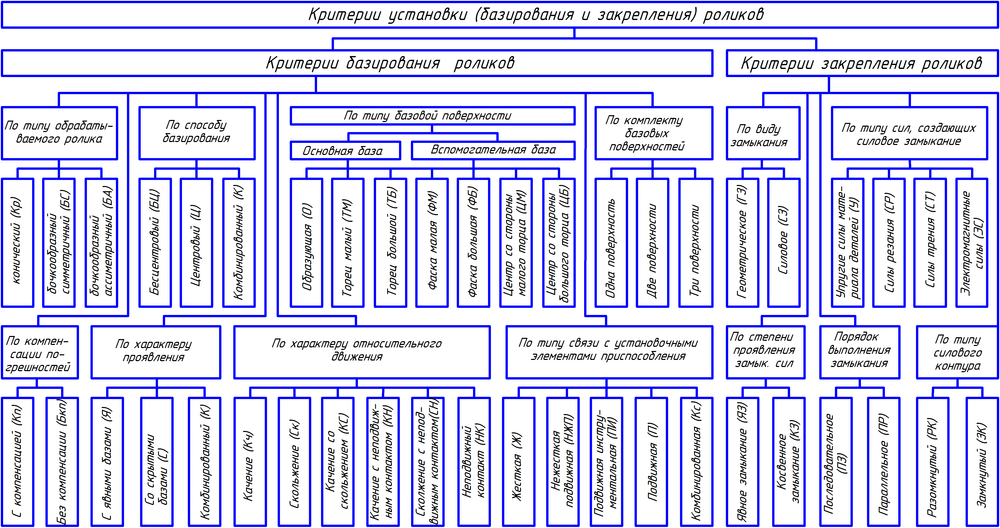 Критерии установки (базирования и закрепления) роликов
Критерии базирования роликов
Критерии закрепления роликов
По типу обрабаты-
ваемого ролика
По способу
базирования
По типу базовой поверхности
Основная база
Вспомогательная база
По комплекту
базовых
поверхностей
По виду
замыкания
По типу сил, создающих
силовое замыкание
конический (Кр)
бочкообразный
симметричный (БС)
бочкообразный
ассиметричный (БА)
Бесцентровый (БЦ)
Центровый (Ц)
Комбинированный (К)
Образующая (О)
Торец малый (ТМ)
Торец большой (ТБ)
Фаска малая (ФМ)
Фаска большая (ФБ)
Центр со стороны
малого торца (ЦМ)
Центр со стороны
большого торца (ЦБ)
Одна поверхность
Две поверхности
Три поверхности
Геометрическое (ГЗ)
Силовое (СЗ)
Упругие силы мате-
риала деталей (У)
Силы резания (СР)
Силы трения (СТ)
Электромагнитные
силы (ЭС)
По компен-
сации по-
грешностей
По характеру
проявления
По характеру относительного
движения
По типу связи с установочными
элементами приспособления
По степени
проявления
замык. сил
Порядок
выполнения
замыкания
По типу
силового
контура
С компенсацией (Кп)
Без компенсации (Бкп)
С явными базами (Я)
Со скрытыми
базами (С)
Комбинированный (К)
Качение (Кч)
Скольжение (Ск)
Качение со
скольжением (КС)
Качение с неподвиж-
ным контактом (КН)
Сколжение с непод-
вижным контактом(СН)
Неподвижный
контакт (НК)
Жесткая (Ж)
Нежесткая
подвижная (НЖП)
Подвижная инстру-
ментальная (ПИ)
Подвижная (П)
Комбинированная (Кс)
Явное замыкание (ЯЗ)
Косвенное
замыкание (КЗ)
Последовательное
(ПЗ)
Параллельное (ПР)
Разомкнутый (РК)
Замкнутый (ЗК)